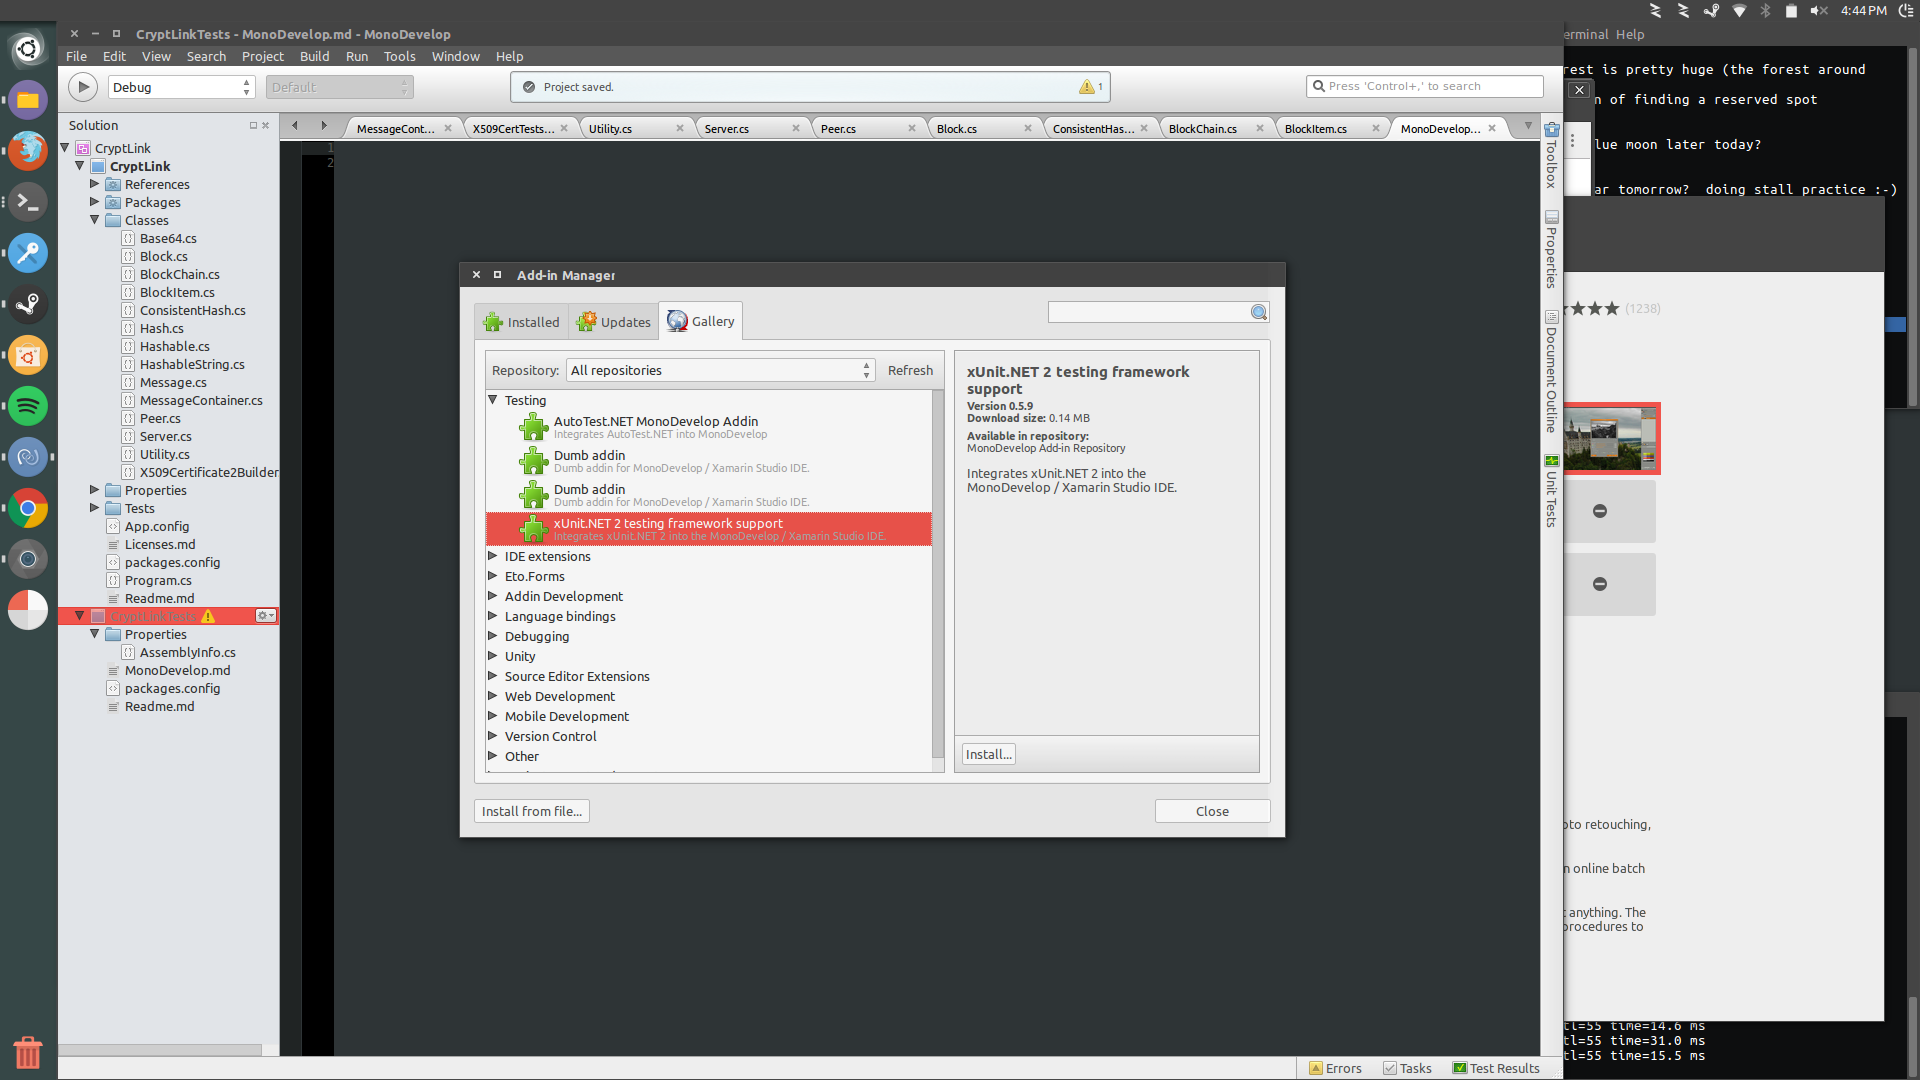 4:44 PM
CryptLinkTests - MonoDevelop.md - MonoDevelop
File Edit View Search Project Build Run Tools Window Help
Terminal Help
Debug
Default
Project saved.
1
Press 'Control+,' to search
Solution
MessageCont...
X509CertTests...
Utility.cs
Server.cs
Peer.cs
Block.cs
ConsistentHas...
BlockChain.cs
BlockItem.cs
MonoDevelop...
1
2
CryptLink
CryptLink
References
Packages
Classes
Base64.cs
Block.cs
BlockChain.cs
BlockItem.cs
ConsistentHash.cs
Hash.cs
Hashable.cs
HashableString.cs
Message.cs
MessageContainer.cs
Peer.cs
Server.cs
Utility.cs
X509Certificate2Builder
Properties
Tests
App.config
Licenses.md
packages.config
Program.cs
Readme.md
CryptLinkTests
Properties
AssemblyInfo.cs
MonoDevelop.md
packages.config
Readme.md
Add-in Manager
Installed
Updates
Gallery
Repository:
All repositories
Refresh
Testing
AutoTest.NET MonoDevelop Addin
Integrates AutoTest.NET into MonoDevelop
Dumb addin
Dumb addin for MonoDevelop / Xamarin Studio IDE.
Dumb addin
Dumb addin for MonoDevelop / Xamarin Studio IDE.
xUnit.NET 2 testing framework support
Integrates xUnit.NET 2 into the MonoDevelop / Xamarin Studio IDE.
IDE extensions
Eto.Forms
Addin Development
Language bindings
Debugging
Unity
Source Editor Extensions
Web Development
Mobile Development
Version Control
Other
xUnit.NET 2 testing framework
support
Version 0.5.9
Download size: 0.14 MB
Available in repository:
MonoDevelop Add-in Repository
Integrates xUnit.NET 2 into the
MonoDevelop / Xamarin Studio IDE.
Install...
Install from file...
Close
Toolbox
Properties
Document Outline
Unit Tests
rest is pretty huge (the forest around
n of finding a reserved spot
lue moon later today?
ar tomorrow? doing stall practice :-)
(1238)
oto retouching,
n online batch
t anything. The
procedures to
tl=55 time=14.6 ms
tl=55 time=31.0 ms
tl=55 time=15.5 ms
Errors
Tasks
Test Results